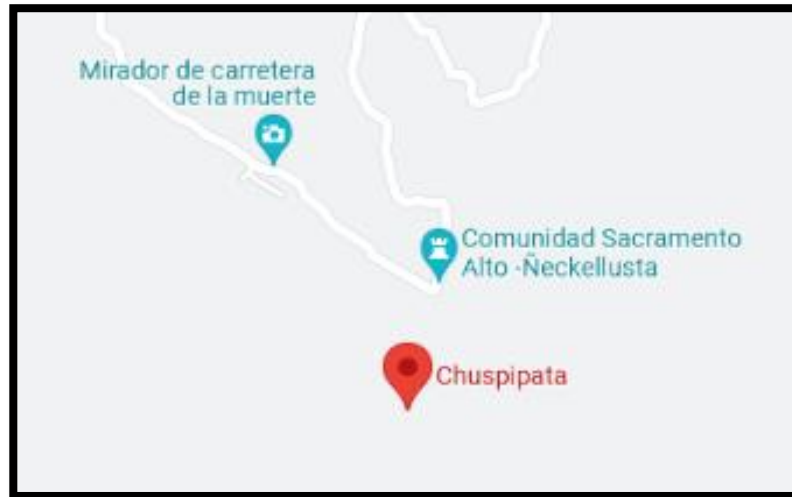 Mirador de carretera
de la muerte
Comunidad Sacramento
Alto -Ñeckellusta
Chuspipata